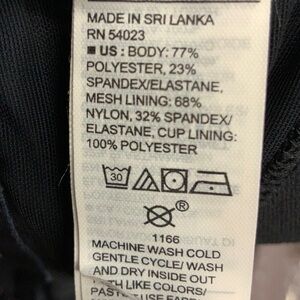 MADE IN SRI LANKA
RN 54023
■ US : BODY: 77%
POLYESTER, 23%
SPANDEX/ELASTANE,
MESH LINING: 68%
NYLON, 32% SPANDEX/
ELASTANE, CUP LINING:
100% POLYESTER
30
®
1166
MACHINE WASH COLD
GENTLE CYCLE/ WASH
AND DRY INSIDE OUT
LIKE COLORS/
USE